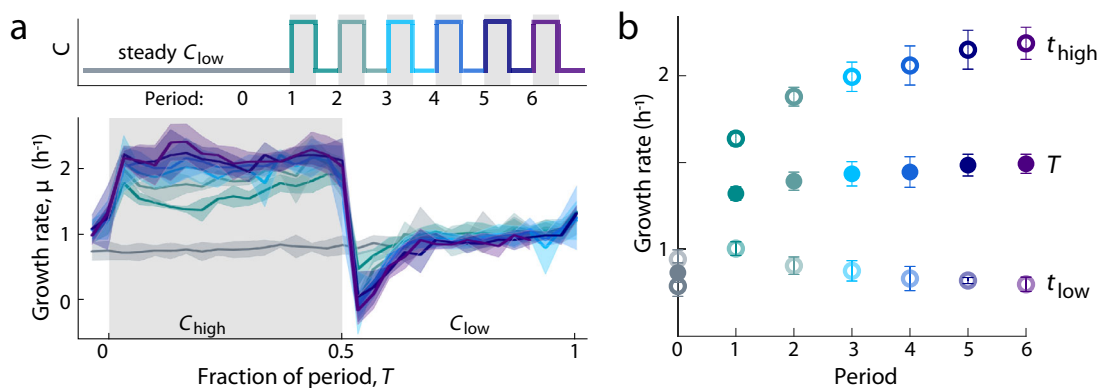 a
C
steady C_low
Period: 0 1 2 3 4 5 6
Growth rate, μ (h⁻¹)
2
1
0
C_high
C_low
0 0.5 1
Fraction of period, T
b
Growth rate (h⁻¹)
2
1
t_high
T
t_low
0 1 2 3 4 5 6
Period